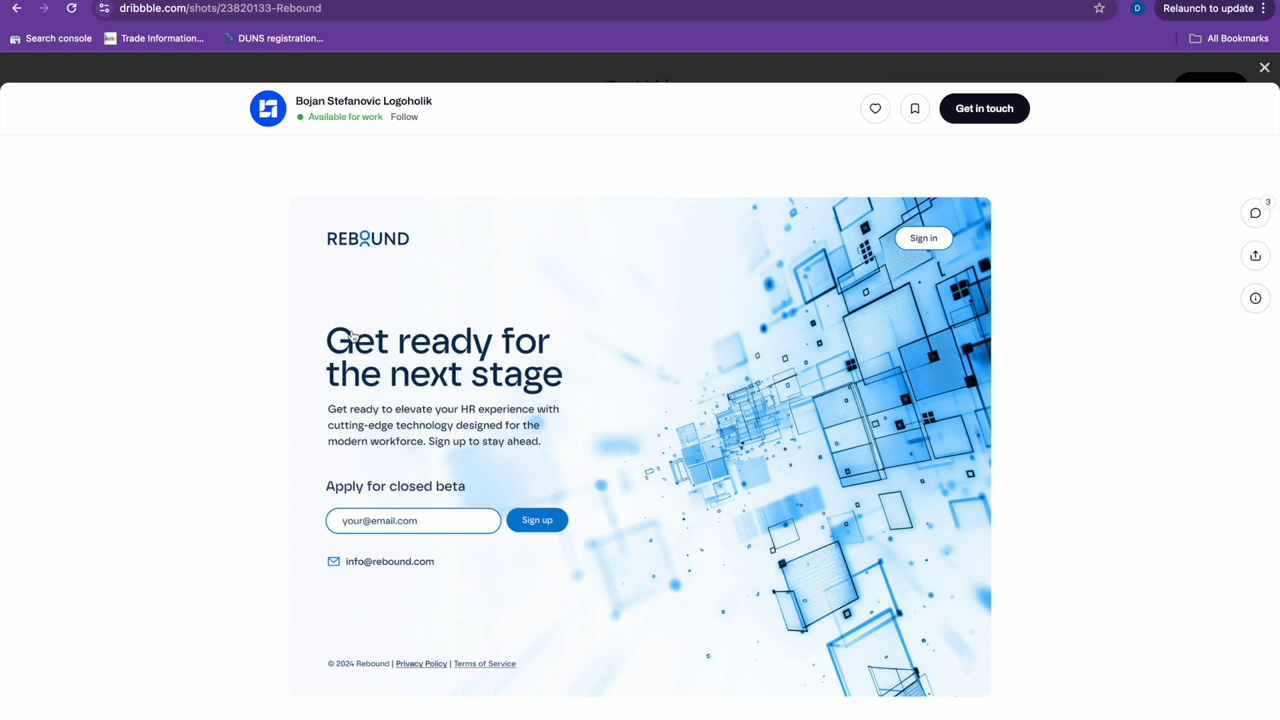 dribbble.com/shots/23820133-Rebound
D
Relaunch to update
Search console
Trade Information...
DUNS registration...
All Bookmarks
Bojan Stefanovic Logoholik
Available for work
Follow
Get in touch
3
REBOUND
Sign in
Get ready for
the next stage
Get ready to elevate your HR experience with
cutting-edge technology designed for the
modern workforce. Sign up to stay ahead.
Apply for closed beta
your@email.com
Sign up
info@rebound.com
© 2024 Rebound | Privacy Policy | Terms of Service